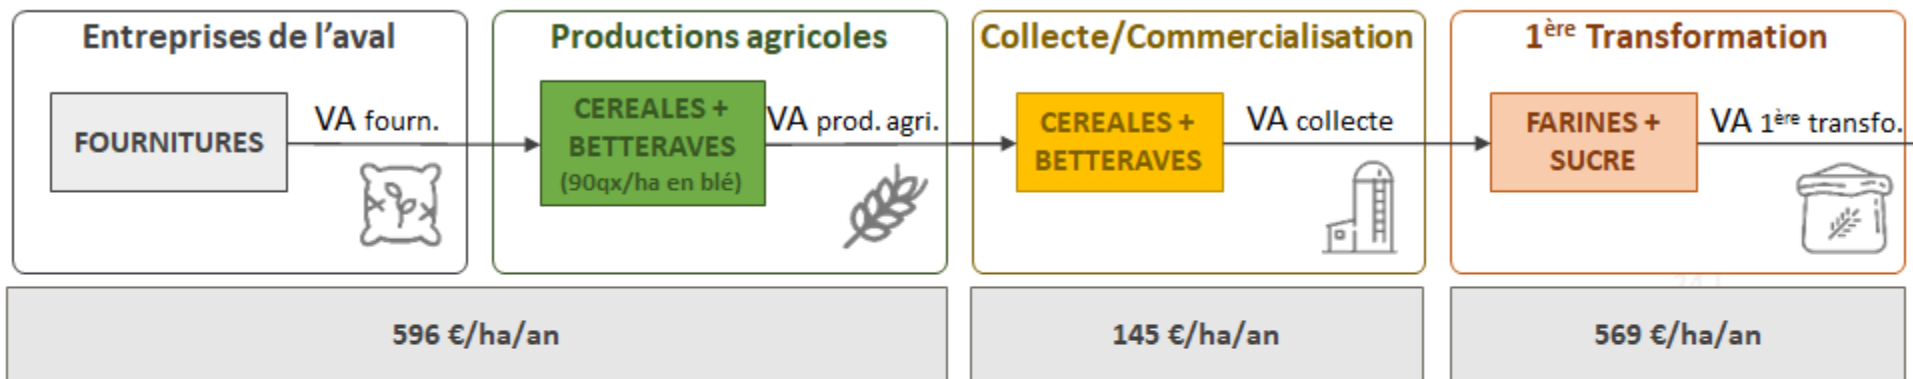 Entreprises de l'aval
FOURNITURES
VA fourn.
Productions agricoles
CEREALES +
BETTERAVES
(90qx/ha en blé)
VA prod. agri.
Collecte/Commercialisation
CEREALES +
BETTERAVES
VA collecte
1ère Transformation
FARINES +
SUCRE
VA 1ère transfo.
596 €/ha/an
145 €/ha/an
569 €/ha/an